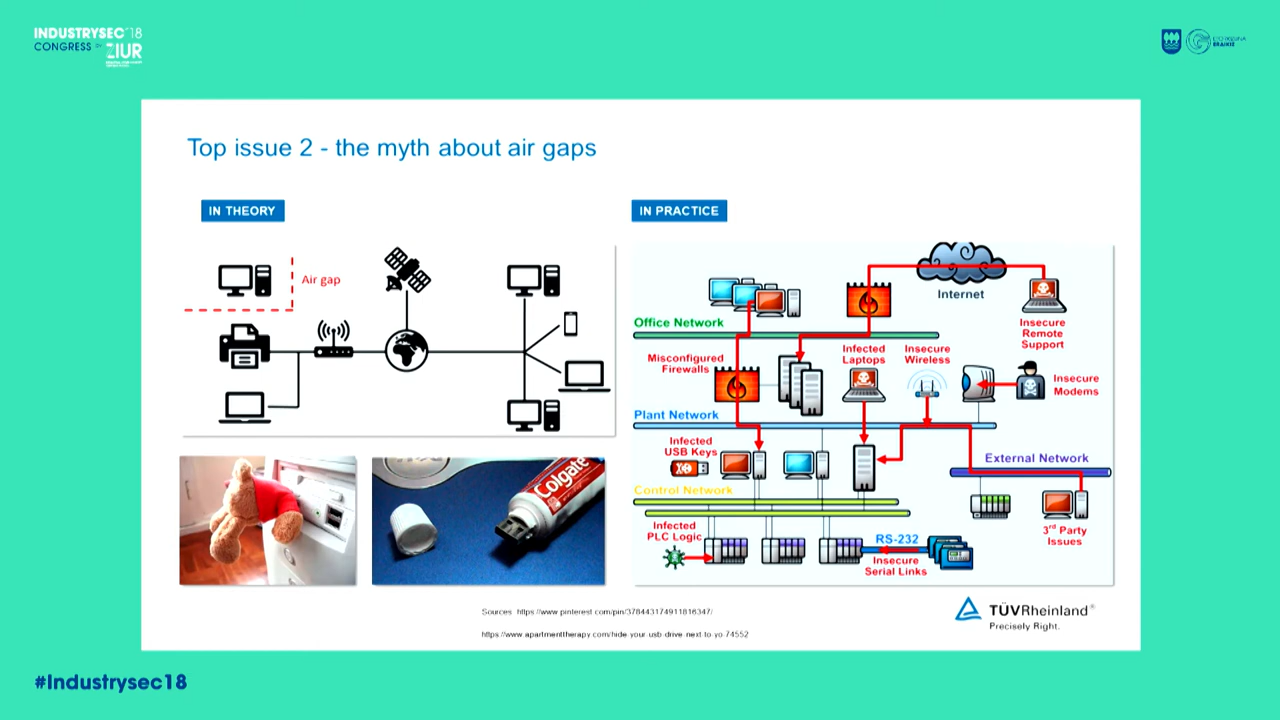 INDUSTRYSEC'18
CONGRESS BY ZIUR
Top issue 2 - the myth about air gaps
IN THEORY
IN PRACTICE
Air gap
Internet
Insecure
Remote
Support
Office Network
Misconfigured
Firewalls
Infected
Laptops
Insecure
Wireless
Insecure
Modems
Plant Network
Infected
USB Keys
External Network
Control Network
3rd Party
Issues
Infected
PLC Logic
RS-232
Insecure
Serial Links
Colgate
Sources https://www.pinterest.com/pin/378443174911816347/
https://www.apartmenttherapy.com/hide-your-usb-drive-next-to-yo-74552
TÜVRheinland®
Precisely Right.
#Industrysec18